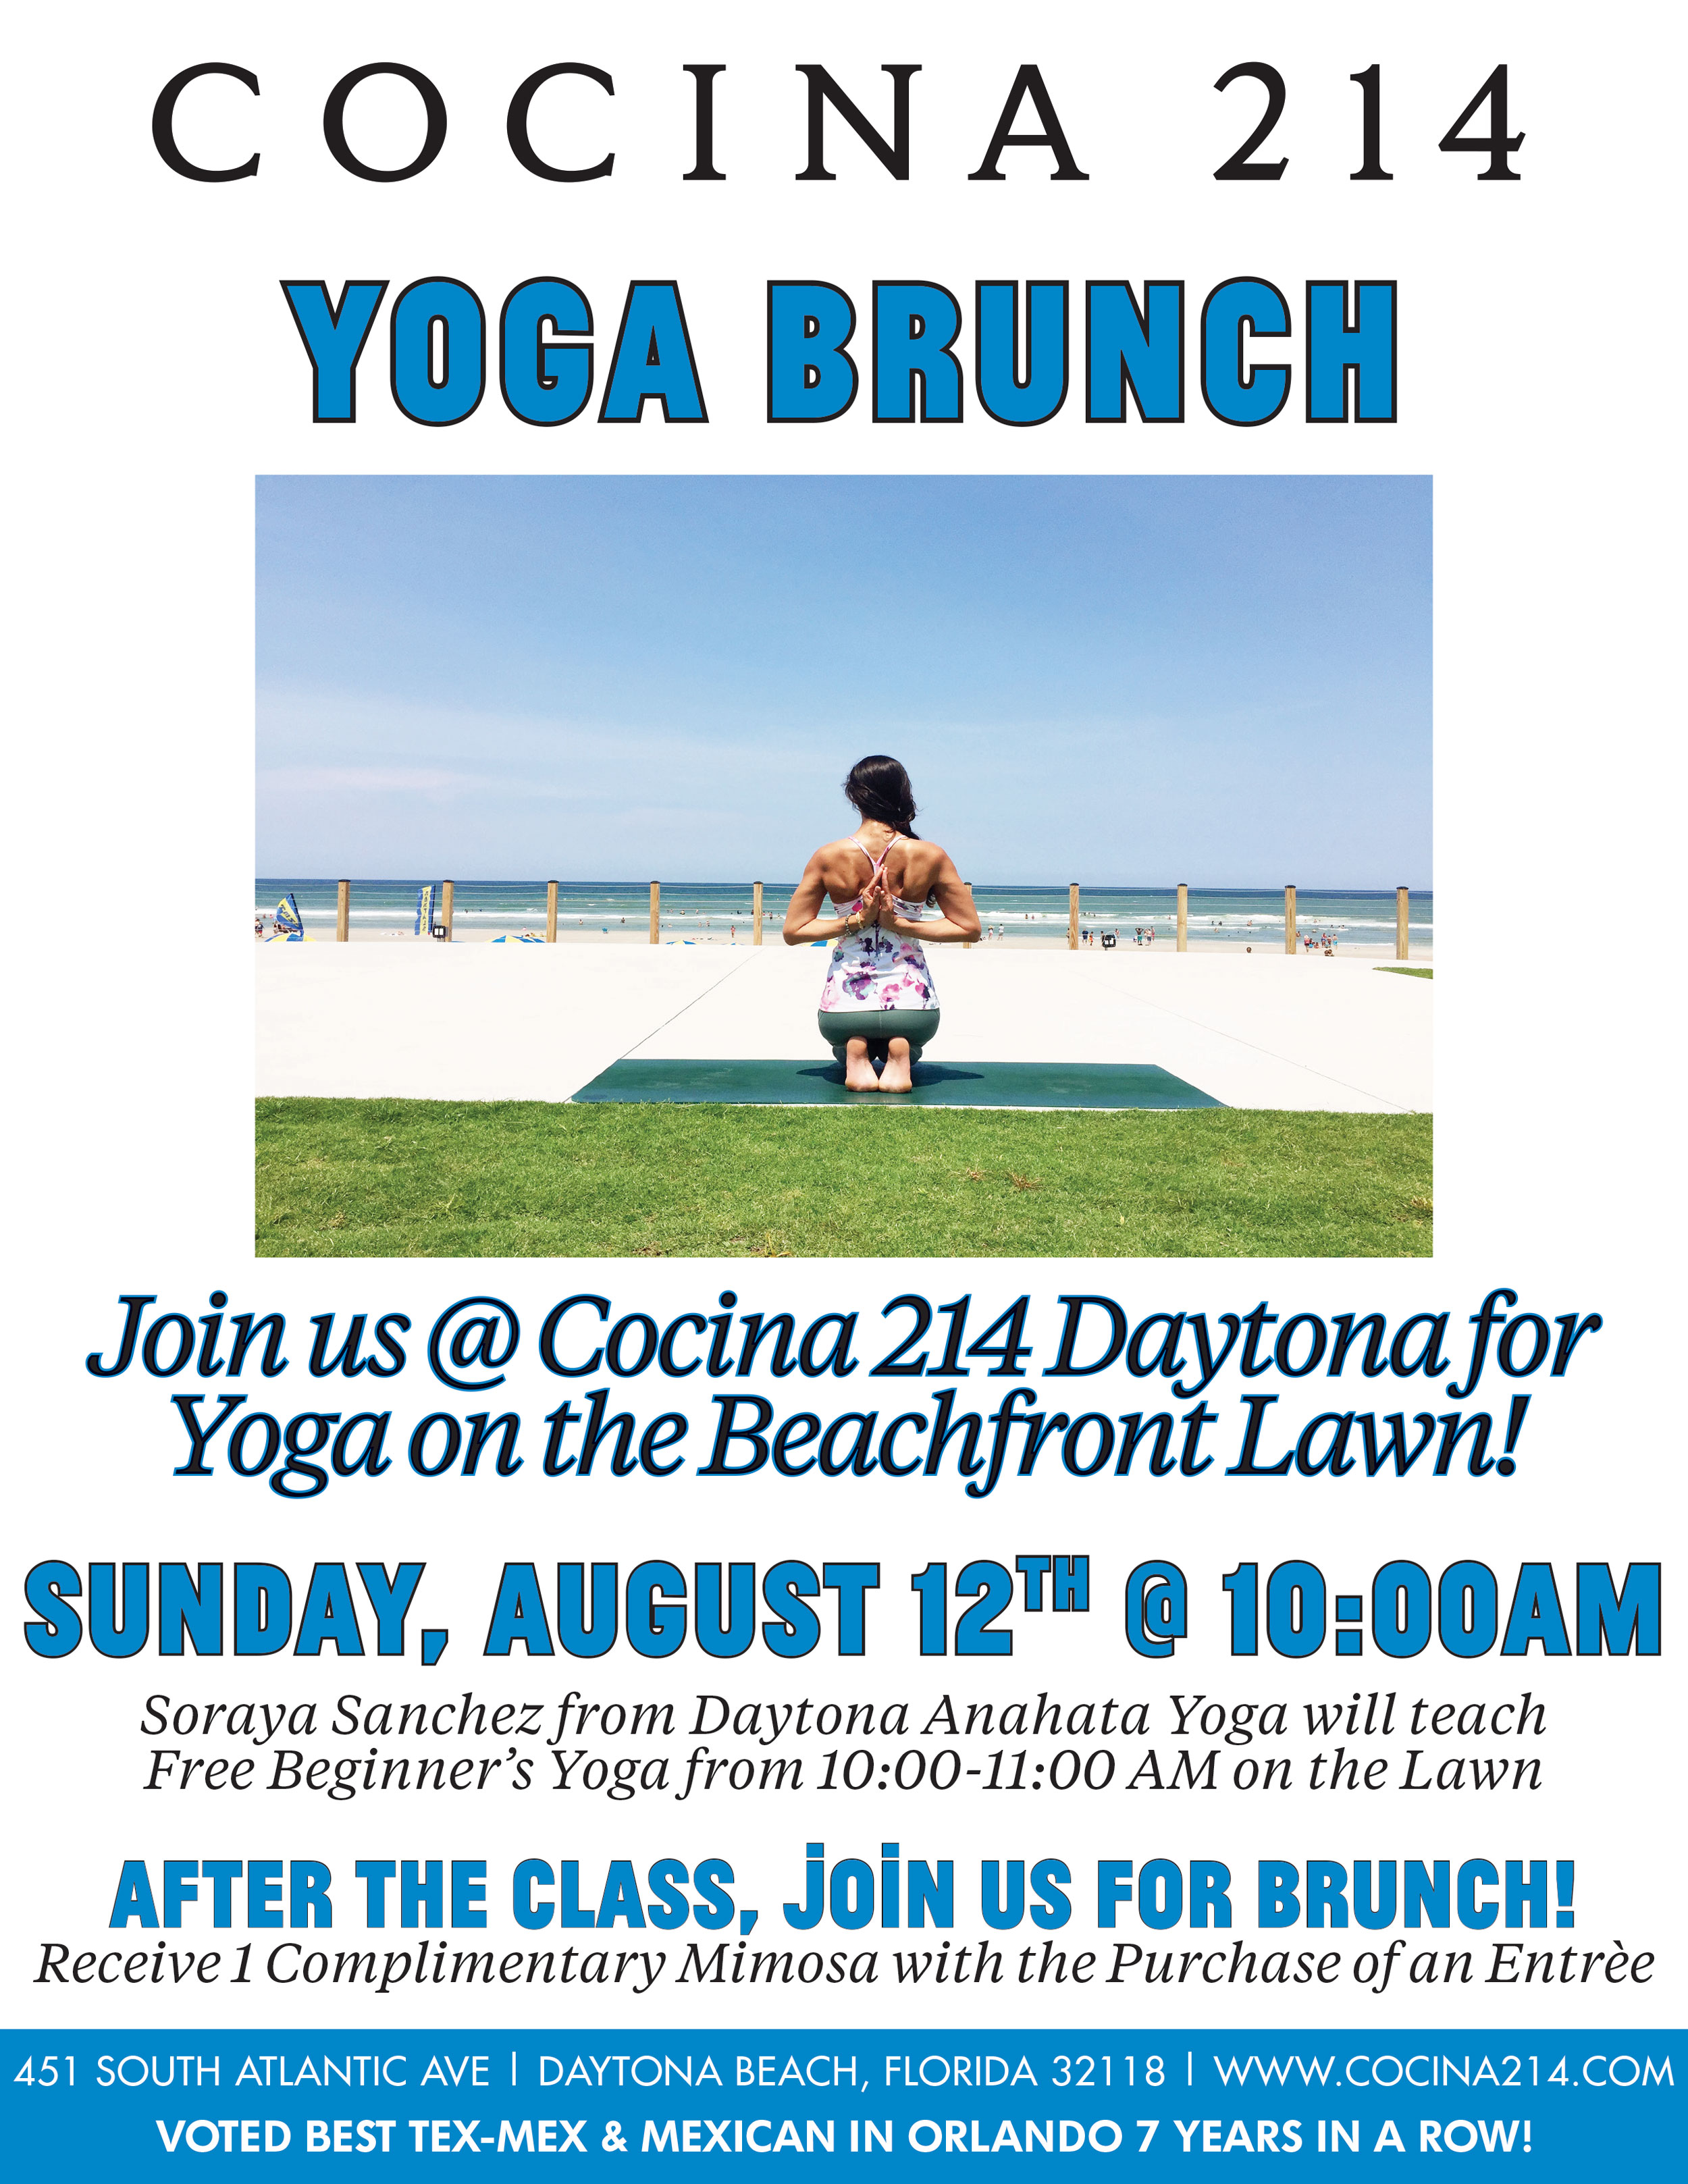 COCINA 214
YOGA BRUNCH
Join us @ Cocina 214 Daytona for
Yoga on the Beachfront Lawn!
SUNDAY, AUGUST 12TH @ 10:00AM
Soraya Sanchez from Daytona Anahata Yoga will teach
Free Beginner’s Yoga from 10:00-11:00 AM on the Lawn
AFTER THE CLASS, JOIN US FOR BRUNCH!
Receive 1 Complimentary Mimosa with the Purchase of an Entrèe
451 SOUTH ATLANTIC AVE | DAYTONA BEACH, FLORIDA 32118 | WWW.COCINA214.COM
VOTED BEST TEX-MEX & MEXICAN IN ORLANDO 7 YEARS IN A ROW!